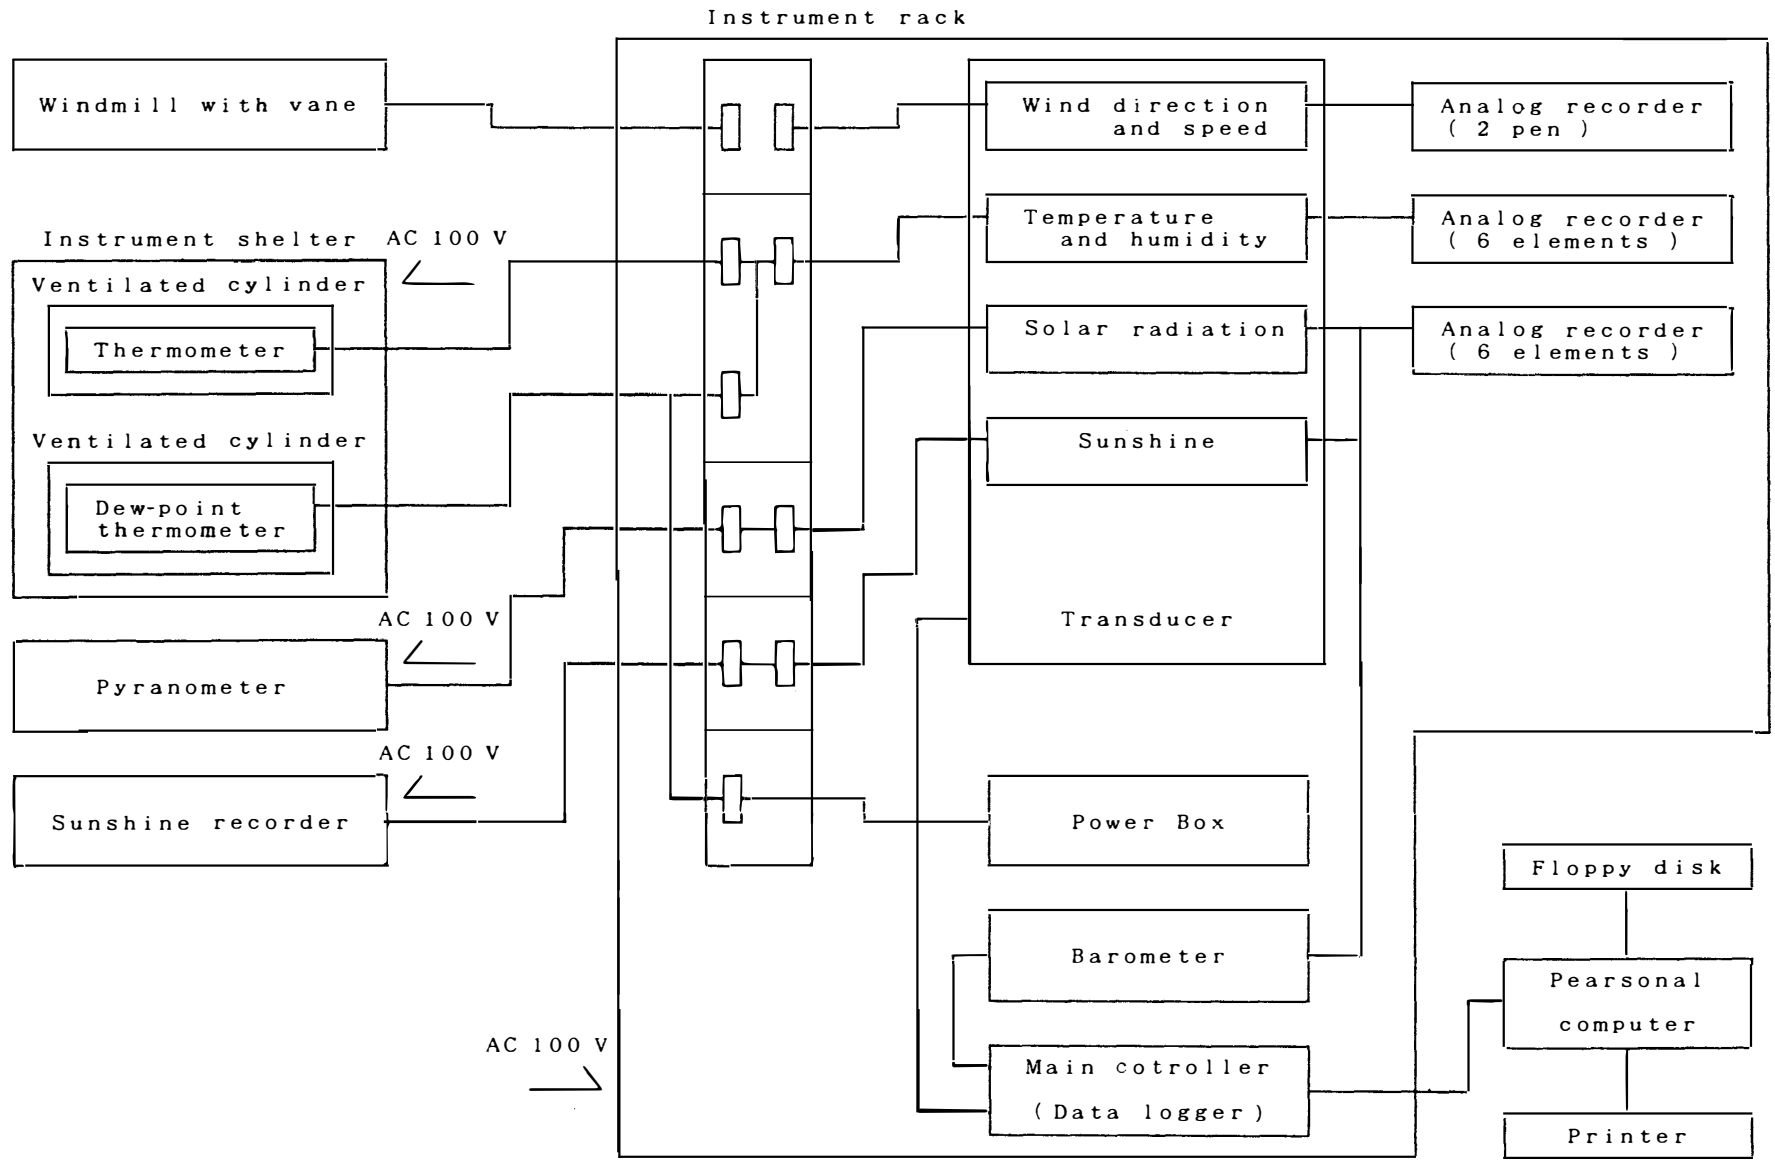 Instrument rack
Windmill with vane
Wind direction
and speed
Analog recorder
( 2 pen )
Instrument shelter
AC 100 V
Temperature
and humidity
Analog recorder
( 6 elements )
Ventilated cylinder
Thermometer
Solar radiation
Analog recorder
( 6 elements )
Ventilated cylinder
Dew-point
thermometer
Sunshine
Transducer
AC 100 V
Pyranometer
AC 100 V
Sunshine recorder
Power Box
Floppy disk
Barometer
Pearsonal
computer
AC 100 V
Main cotroller
( Data logger )
Printer